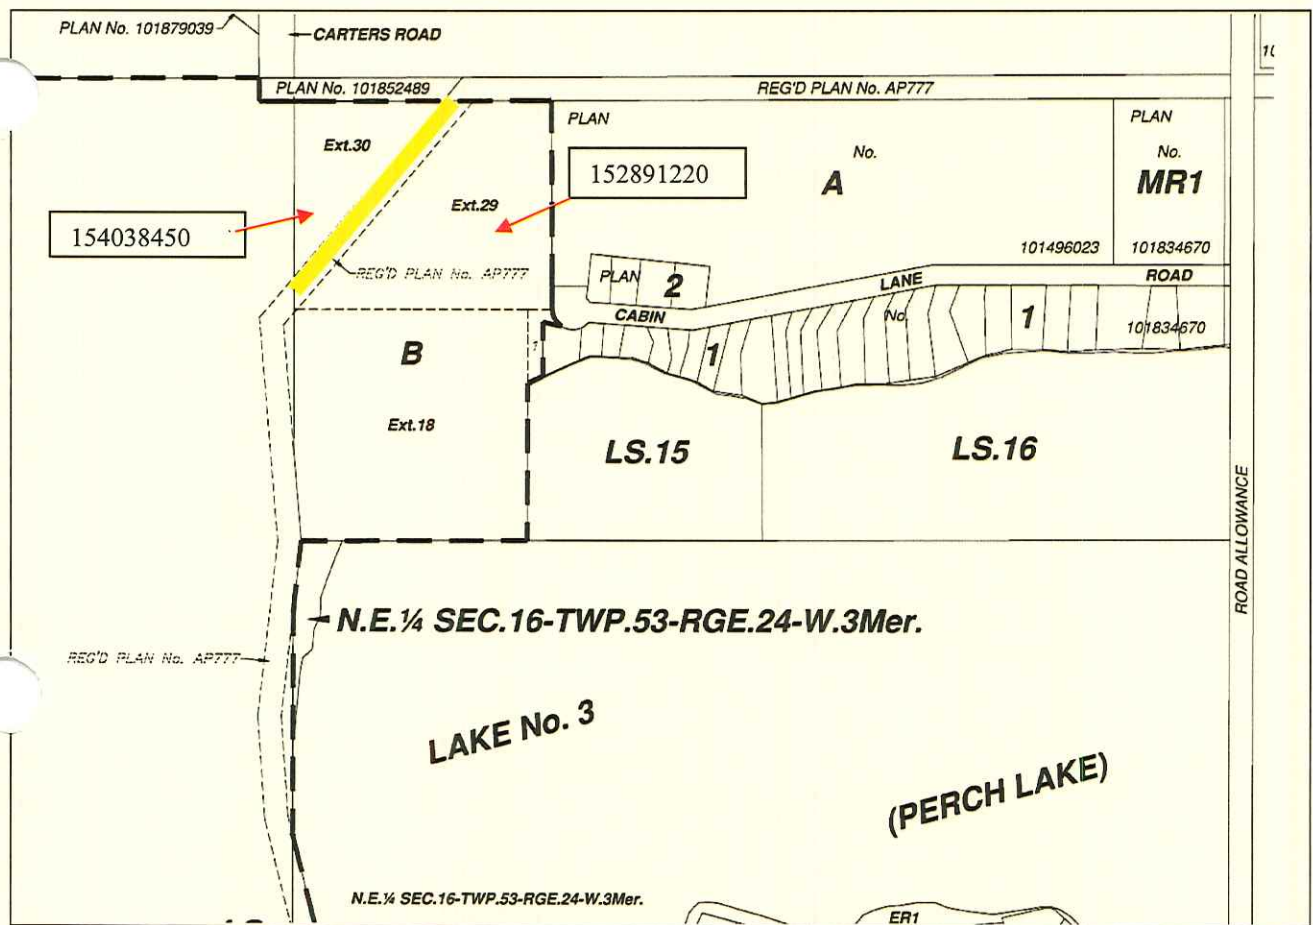 PLAN No. 101879039
CARTERS ROAD
PLAN No. 101852489
REG'D PLAN No. AP777
PLAN
PLAN
Ext.30
No.
No.
152891220
A
MR1
Ext.29
154038450
101496023
101834670
REG'D PLAN No. AP777
PLAN
2
LANE
ROAD
CABIN
No.
1
101834670
B
1
Ext.18
LS.15
LS.16
ROAD ALLOWANCE
N.E.¼ SEC.16-TWP.53-RGE.24-W.3Mer.
REG'D PLAN No. AP777
LAKE No. 3
(PERCH LAKE)
N.E.¼ SEC.16-TWP.53-RGE.24-W.3Mer.
ER1